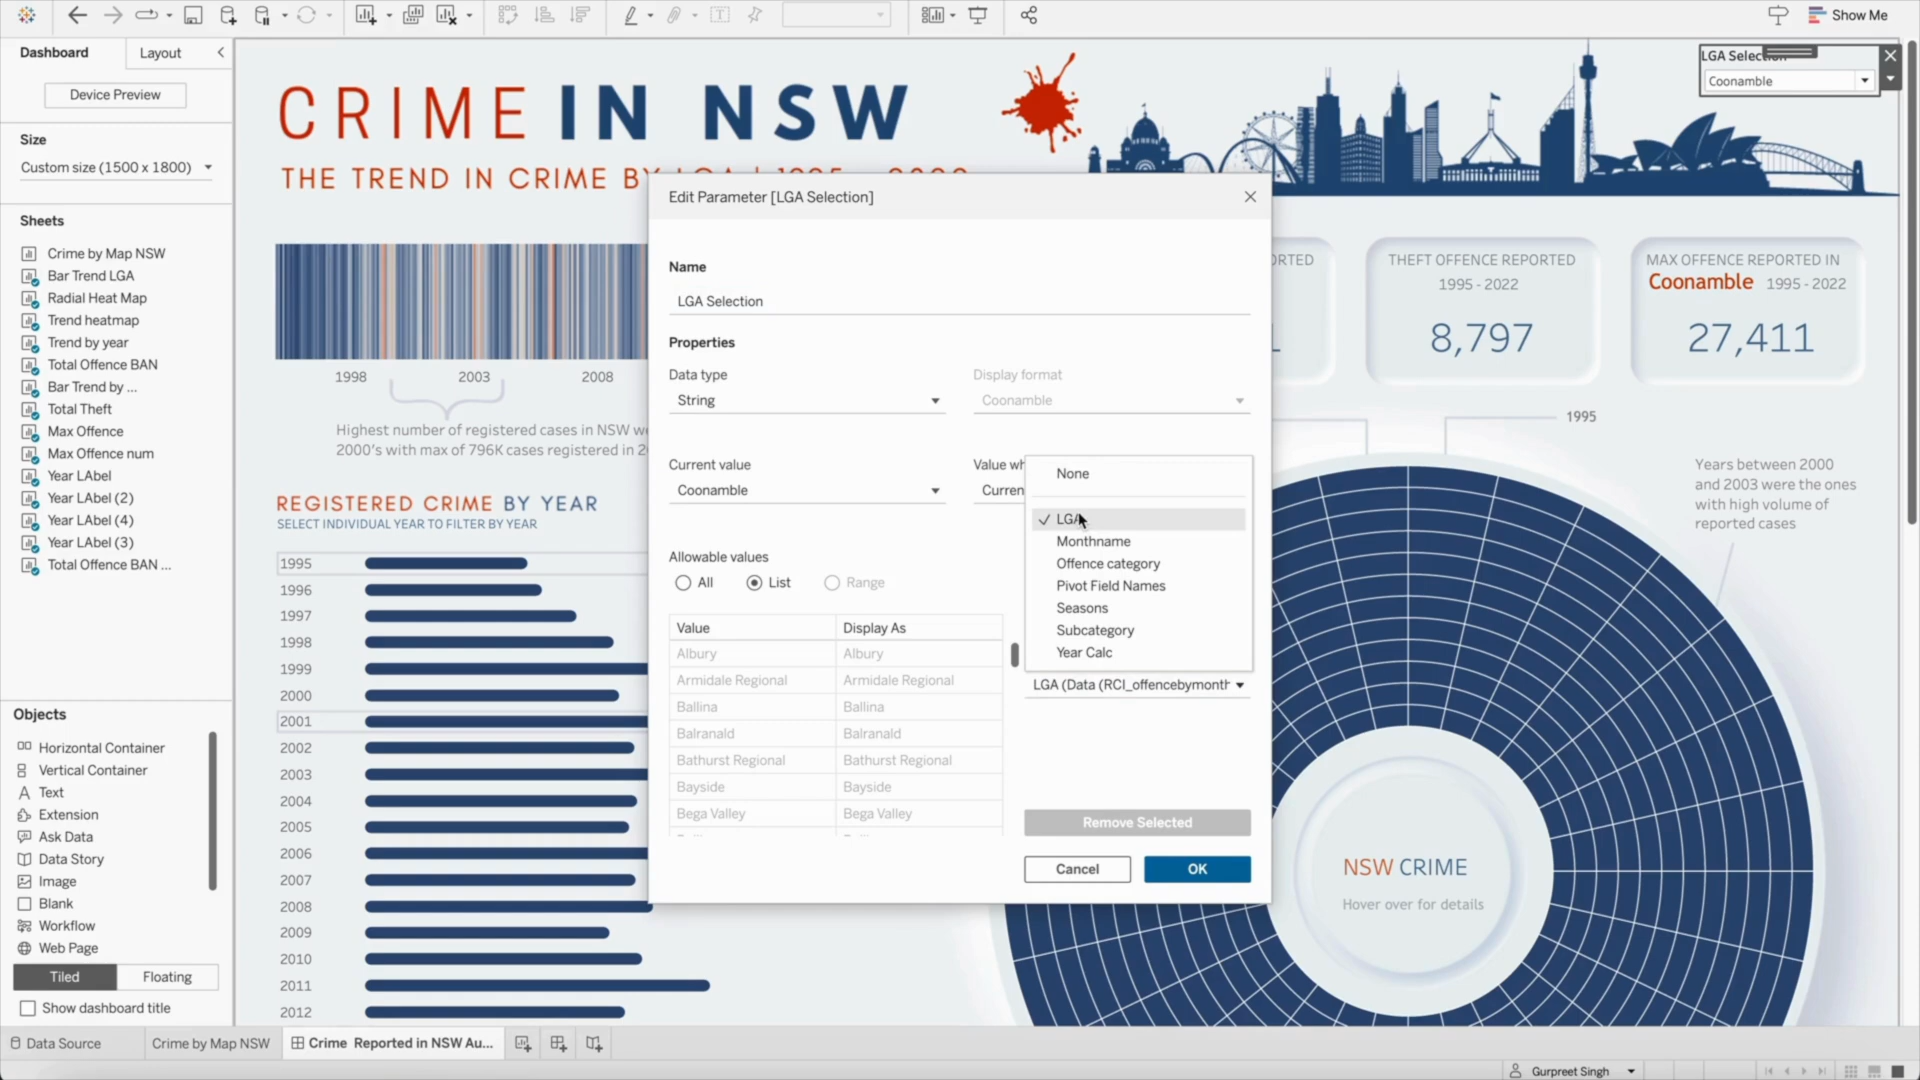 Show Me
Dashboard
Layout
Device Preview
Size
Custom size (1500 x 1800)
Sheets
Crime by Map NSW
Bar Trend LGA
Radial Heat Map
Trend heatmap
Trend by year
Total Offence BAN
Bar Trend by ...
Total Theft
Max Offence
Max Offence num
Year LAbel
Year LAbel (2)
Year LAbel (4)
Year LAbel (3)
Total Offence BAN ...
Objects
Horizontal Container
Vertical Container
Text
Extension
Ask Data
Data Story
Image
Blank
Workflow
Web Page
Tiled
Floating
Show dashboard title
CRIME IN NSW
THE TREND IN CRIME BY
LGA Selection
Coonamble
1998
2003
2008
Highest number of registered cases in NSW we
2000's with max of 796K cases registered in 2
REGISTERED CRIME BY YEAR
SELECT INDIVIDUAL YEAR TO FILTER BY YEAR
1995
1996
1997
1998
1999
2000
2001
2002
2003
2004
2005
2006
2007
2008
2009
2010
2011
2012
Edit Parameter [LGA Selection]
Name
LGA Selection
Properties
Data type
String
Display format
Coonamble
Current value
Coonamble
Value wh
Curren
None
LGA
Monthname
Offence category
Pivot Field Names
Seasons
Subcategory
Year Calc
Allowable values
All
List
Range
Value
Display As
Albury
Albury
Armidale Regional
Armidale Regional
Ballina
Ballina
Balranald
Balranald
Bathurst Regional
Bathurst Regional
Bayside
Bayside
Bega Valley
Bega Valley
LGA (Data (RCI_offencebymonth
Remove Selected
Cancel
OK
ORTED
THEFT OFFENCE REPORTED
1995 - 2022
8,797
MAX OFFENCE REPORTED IN
Coonamble 1995 - 2022
27,411
1995
Years between 2000
and 2003 were the ones
with high volume of
reported cases
NSW CRIME
Hover over for details
Data Source
Crime by Map NSW
Crime Reported in NSW Au...
Gurpreet Singh